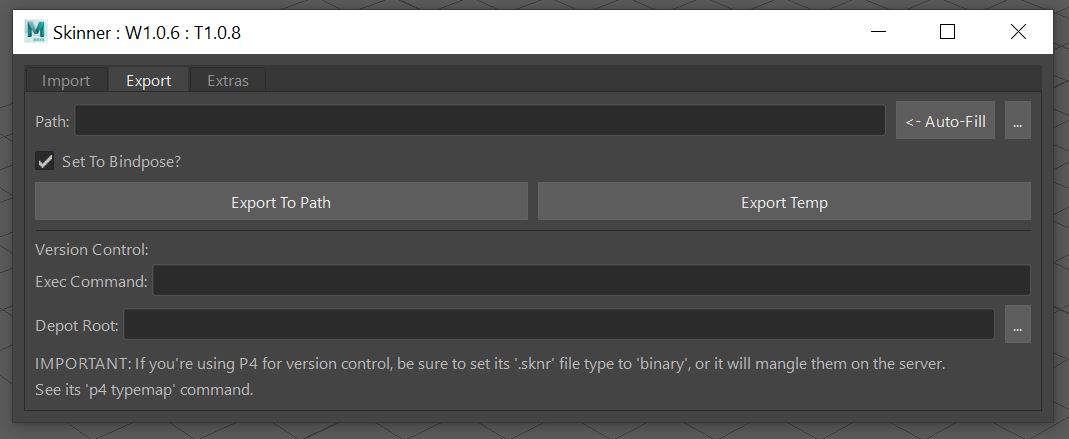 Skinner : W1.0.6 : T1.0.8
Import Export Extras
Path: <- Auto-Fill ...
Set To Bindpose?
Export To Path Export Temp
Version Control:
Exec Command:
Depot Root: ...
IMPORTANT: If you're using P4 for version control, be sure to set its '.sknr' file type to 'binary', or it will mangle them on the server.
See its 'p4 typemap' command.